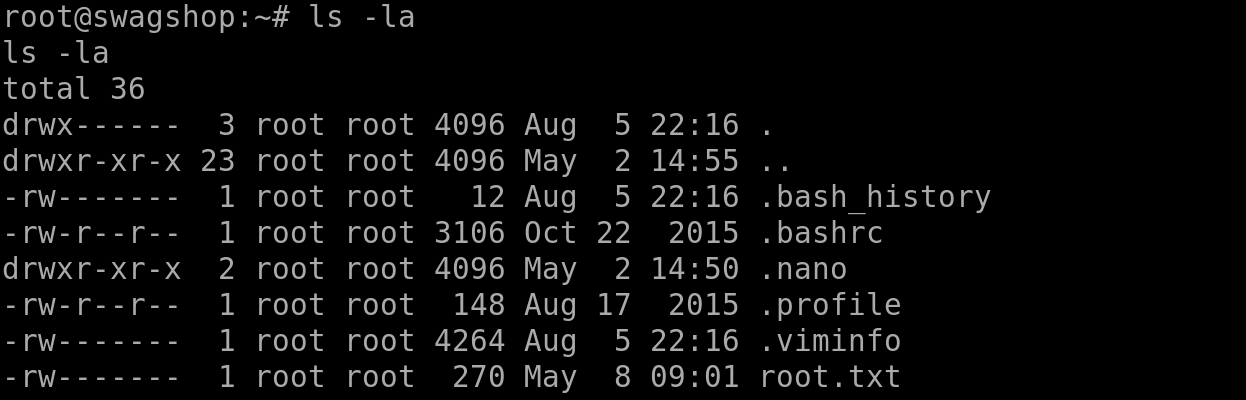 root@swagshop:~# ls -la
ls -la
total 36
drwx------  3 root root 4096 Aug  5 22:16 .
drwxr-xr-x 23 root root 4096 May  2 14:55 ..
-rw-------  1 root root   12 Aug  5 22:16 .bash_history
-rw-r--r--  1 root root 3106 Oct 22  2015 .bashrc
drwxr-xr-x  2 root root 4096 May  2 14:50 .nano
-rw-r--r--  1 root root  148 Aug 17  2015 .profile
-rw-------  1 root root 4264 Aug  5 22:16 .viminfo
-rw-------  1 root root  270 May  8 09:01 root.txt